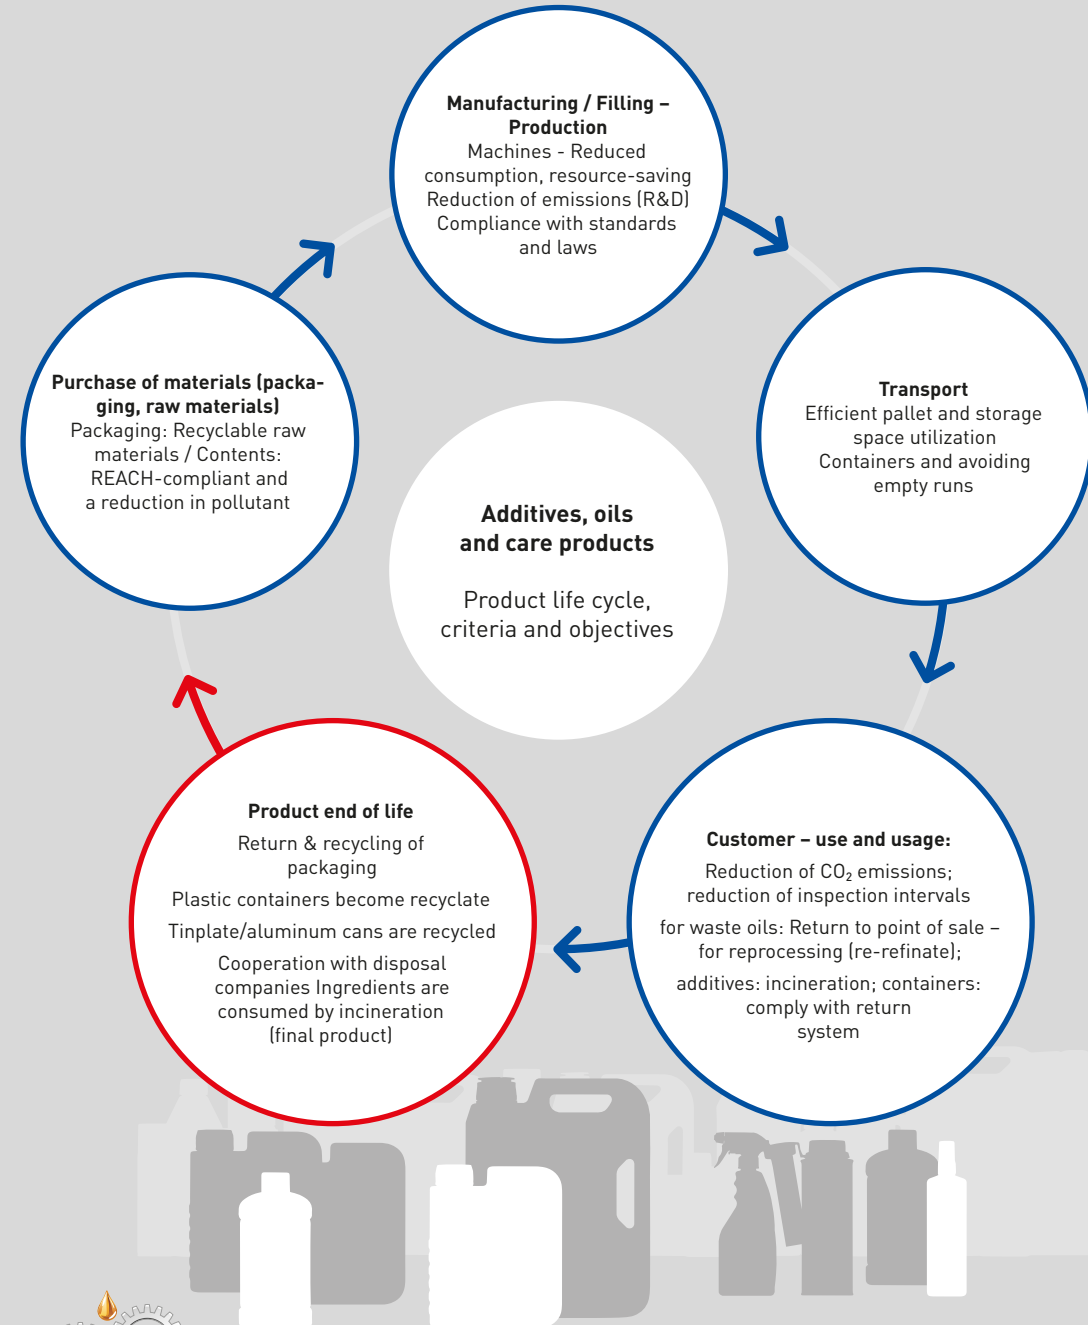 Manufacturing / Filling –
Production
Machines - Reduced
consumption, resource-saving
Reduction of emissions (R&D)
Compliance with standards
and laws
Transport
Efficient pallet and storage
space utilization
Containers and avoiding
empty runs
Customer – use and usage:
Reduction of CO₂ emissions;
reduction of inspection intervals
for waste oils: Return to point of sale –
for reprocessing (re-refinate);
additives: incineration; containers:
comply with return
system
Product end of life
Return & recycling of
packaging
Plastic containers become recyclate
Tinplate/aluminum cans are recycled
Cooperation with disposal
companies Ingredients are
consumed by incineration
(final product)
Purchase of materials (packa-
ging, raw materials)
Packaging: Recyclable raw
materials / Contents:
REACH-compliant and
a reduction in pollutant
Additives, oils
and care products
Product life cycle,
criteria and objectives